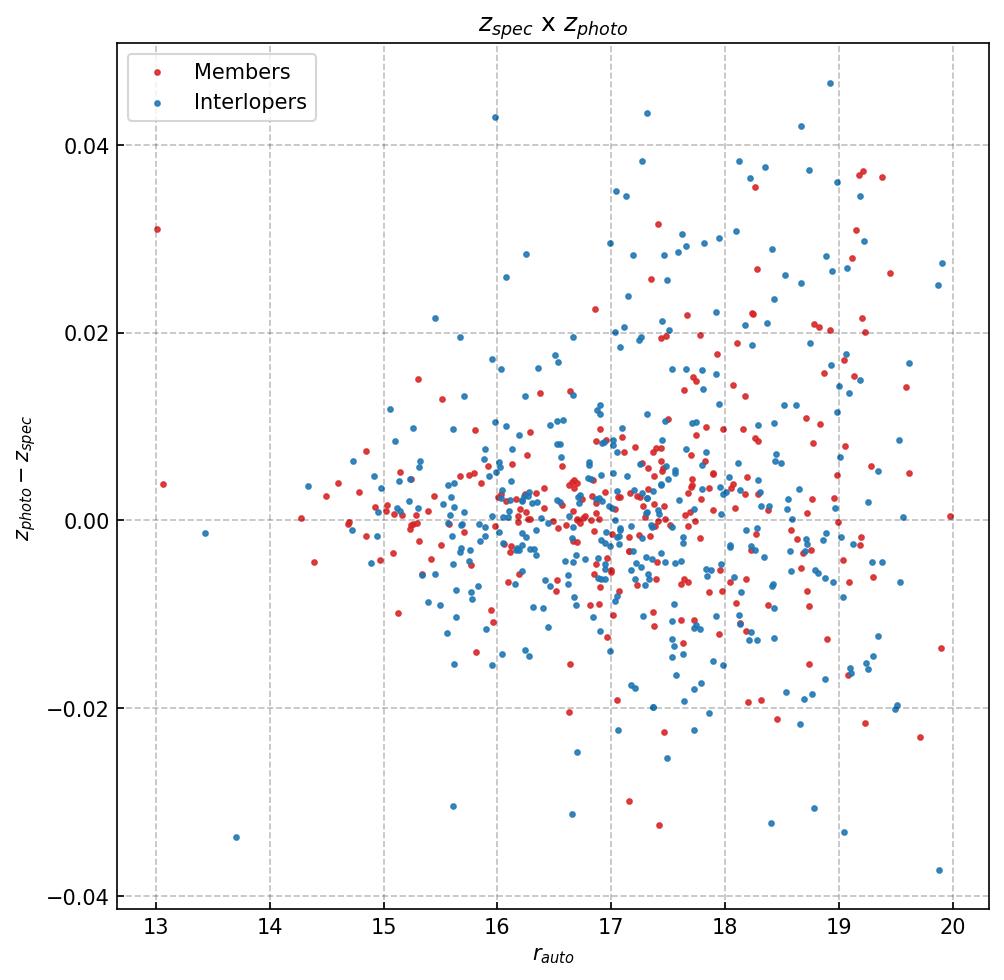 z_spec x z_photo
Members
Interlopers
0.04
0.02
0.00
−0.02
−0.04
z_photo − z_spec
13 14 15 16 17 18 19 20
r_auto